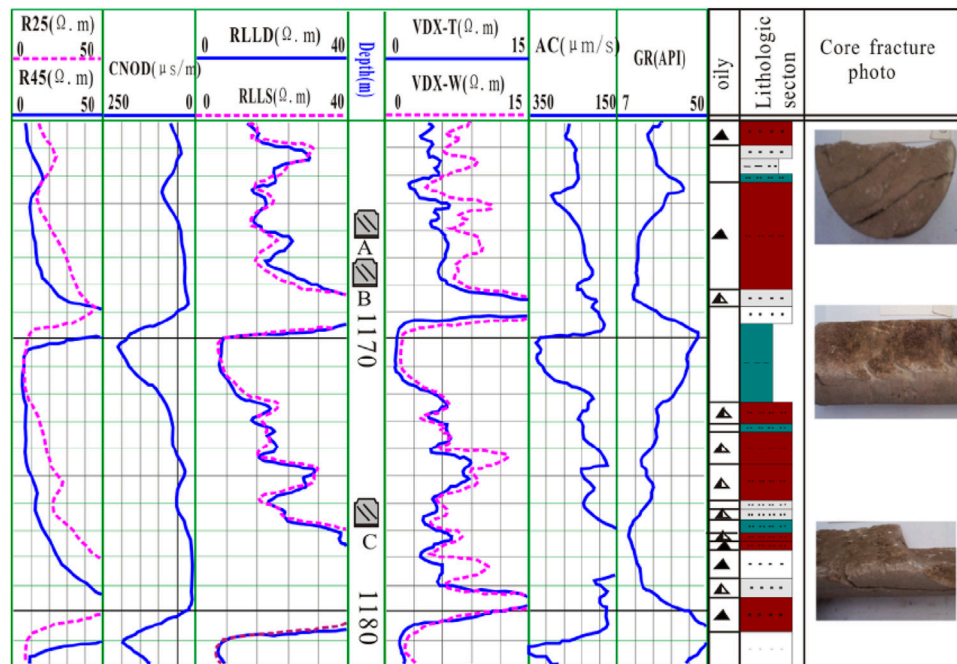 R25(Ω.m)
0 50
R45(Ω.m)
0 50
CNOD(μs/m)
250 0
RLLD(Ω.m)
0 40
RLLS(Ω.m)
0 40
Depth(m)
VDX-T(Ω.m)
0 15
VDX-W(Ω.m)
0 15
AC(μm/s)
350 150
GR(API)
7 50
oily
Lithologic
secton
Core fracture
photo
A
B
1170
C
1180